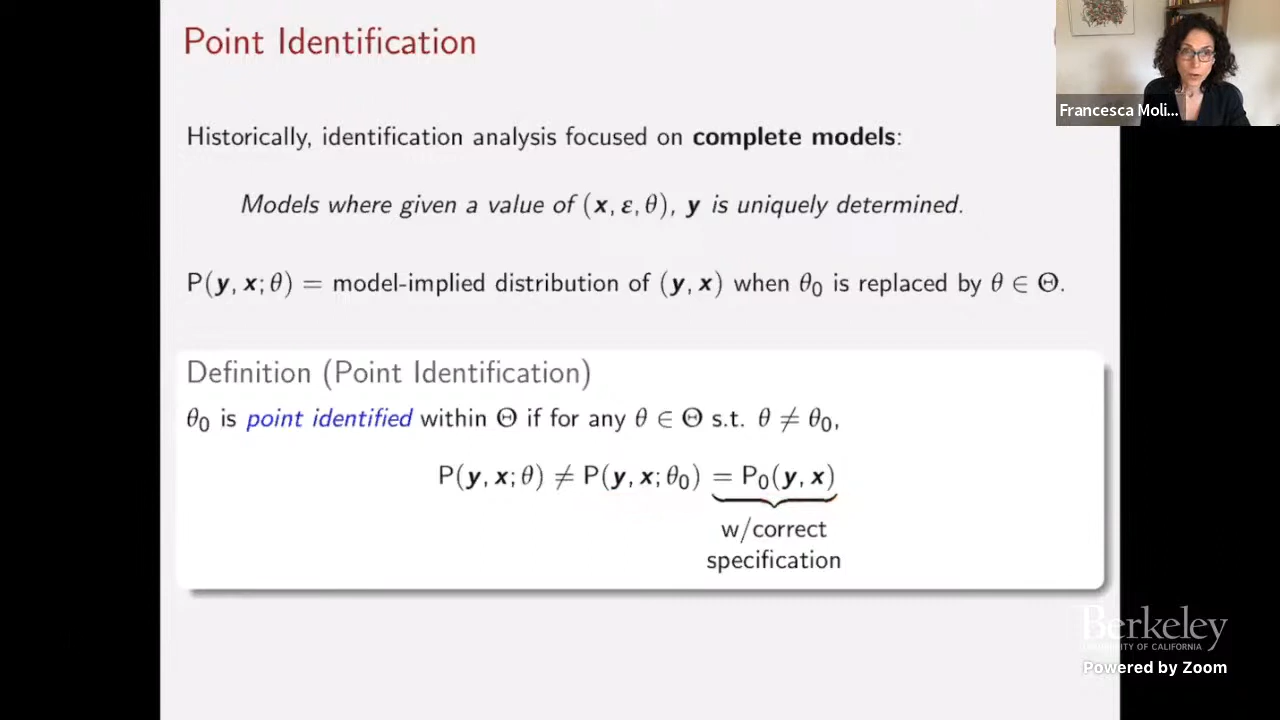 Point Identification
Francesca Moli...
Historically, identification analysis focused on complete models:
Models where given a value of (x, ε, θ), y is uniquely determined.
P(y, x; θ) = model-implied distribution of (y, x) when θ₀ is replaced by θ ∈ Θ.
Definition (Point Identification)
θ₀ is point identified within Θ if for any θ ∈ Θ s.t. θ ≠ θ₀,
P(y, x; θ) ≠ P(y, x; θ₀) = P₀(y, x)
w/correct
specification
Berkeley
UNIVERSITY OF CALIFORNIA
Powered by Zoom